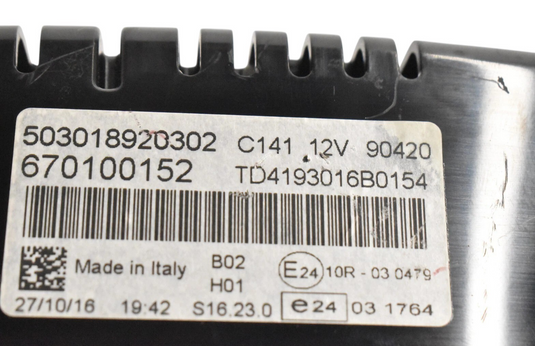 503018920302 C141 12V 90420
670100152 TD4193016B0154
Made in Italy B02 E24 10R - 03 0479
H01
27/10/16 19:42 S16.23.0 e24 03 1764